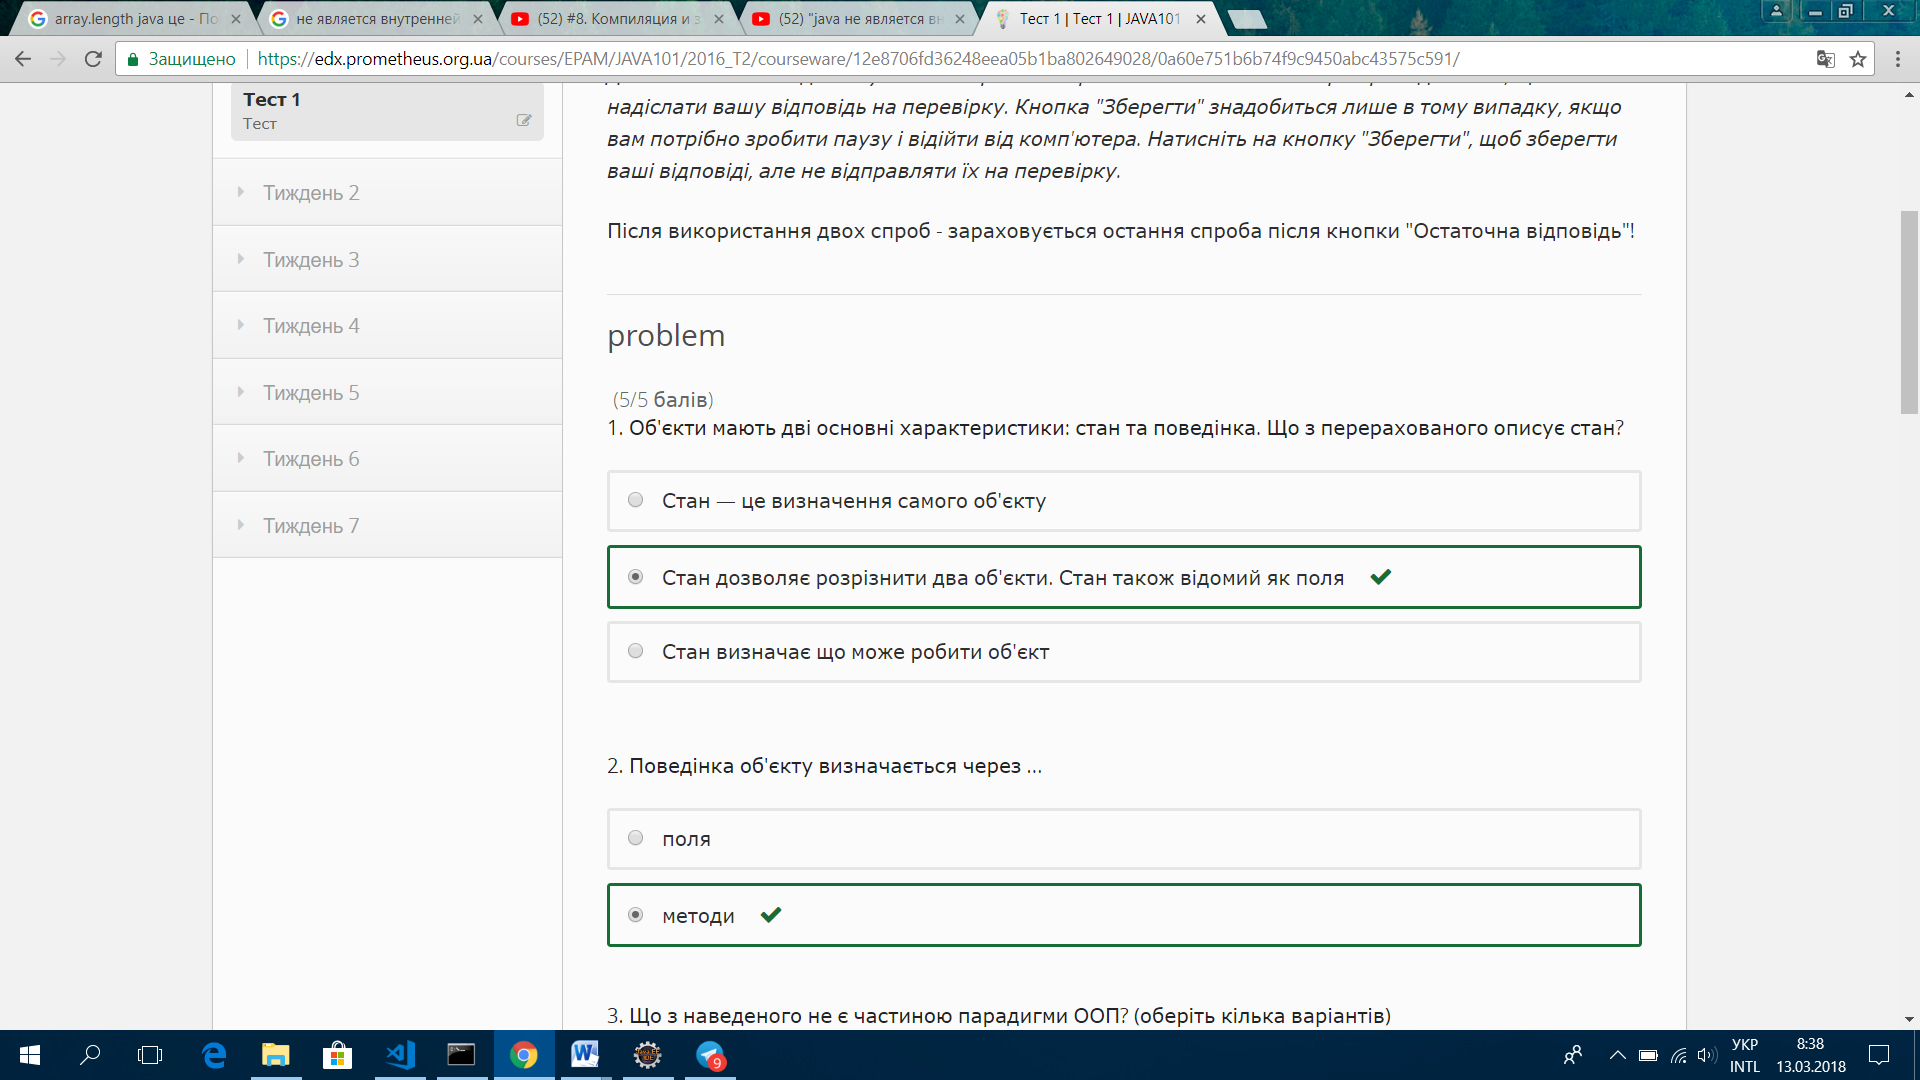 array.length java це - По
не является внутренней
(52) #8. Компиляция и з
(52) "java не является вн
Тест 1 | Тест 1 | JAVA101
Защищено
https://edx.prometheus.org.ua/courses/EPAM/JAVA101/2016_T2/courseware/12e8706fd36248eea05b1ba802649028/0a60e751b6b74f9c9450abc43575c591/
Тест 1
Тест
Тиждень 2
Тиждень 3
Тиждень 4
Тиждень 5
Тиждень 6
Тиждень 7
надіслати вашу відповідь на перевірку. Кнопка "Зберегти" знадобиться лише в тому випадку, якщо
вам потрібно зробити паузу і відійти від комп'ютера. Натисніть на кнопку "Зберегти", щоб зберегти
ваші відповіді, але не відправляти їх на перевірку.
Після використання двох спроб - зараховується остання спроба після кнопки "Остаточна відповідь"!
problem
(5/5 балів)
1. Об'єкти мають дві основні характеристики: стан та поведінка. Що з перерахованого описує стан?
Стан — це визначення самого об'єкту
Стан дозволяє розрізнити два об'єкти. Стан також відомий як поля
Стан визначає що може робити об'єкт
2. Поведінка об'єкту визначається через ...
поля
методи
3. Що з наведеного не є частиною парадигми ООП? (оберіть кілька варіантів)
9
УКР
INTL
8:38
13.03.2018